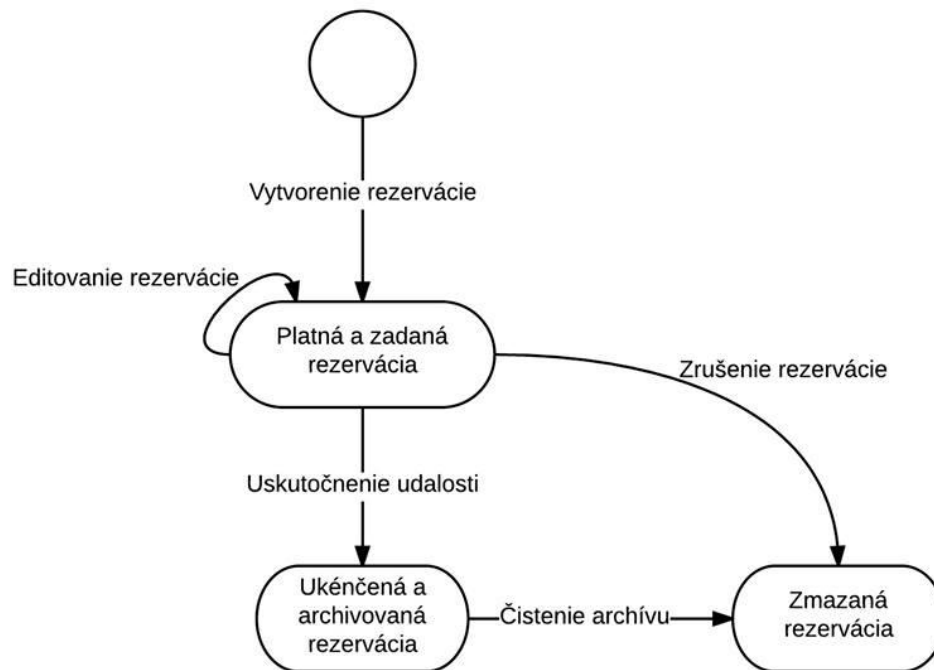 Vytvorenie rezervácie
Editovanie rezervácie
Platná a zadaná
rezervácia
Zrušenie rezervácie
Uskutočnenie udalosti
Ukénčená a
archivovaná
rezervácia
Čistenie archívu
Zmazaná
rezervácia